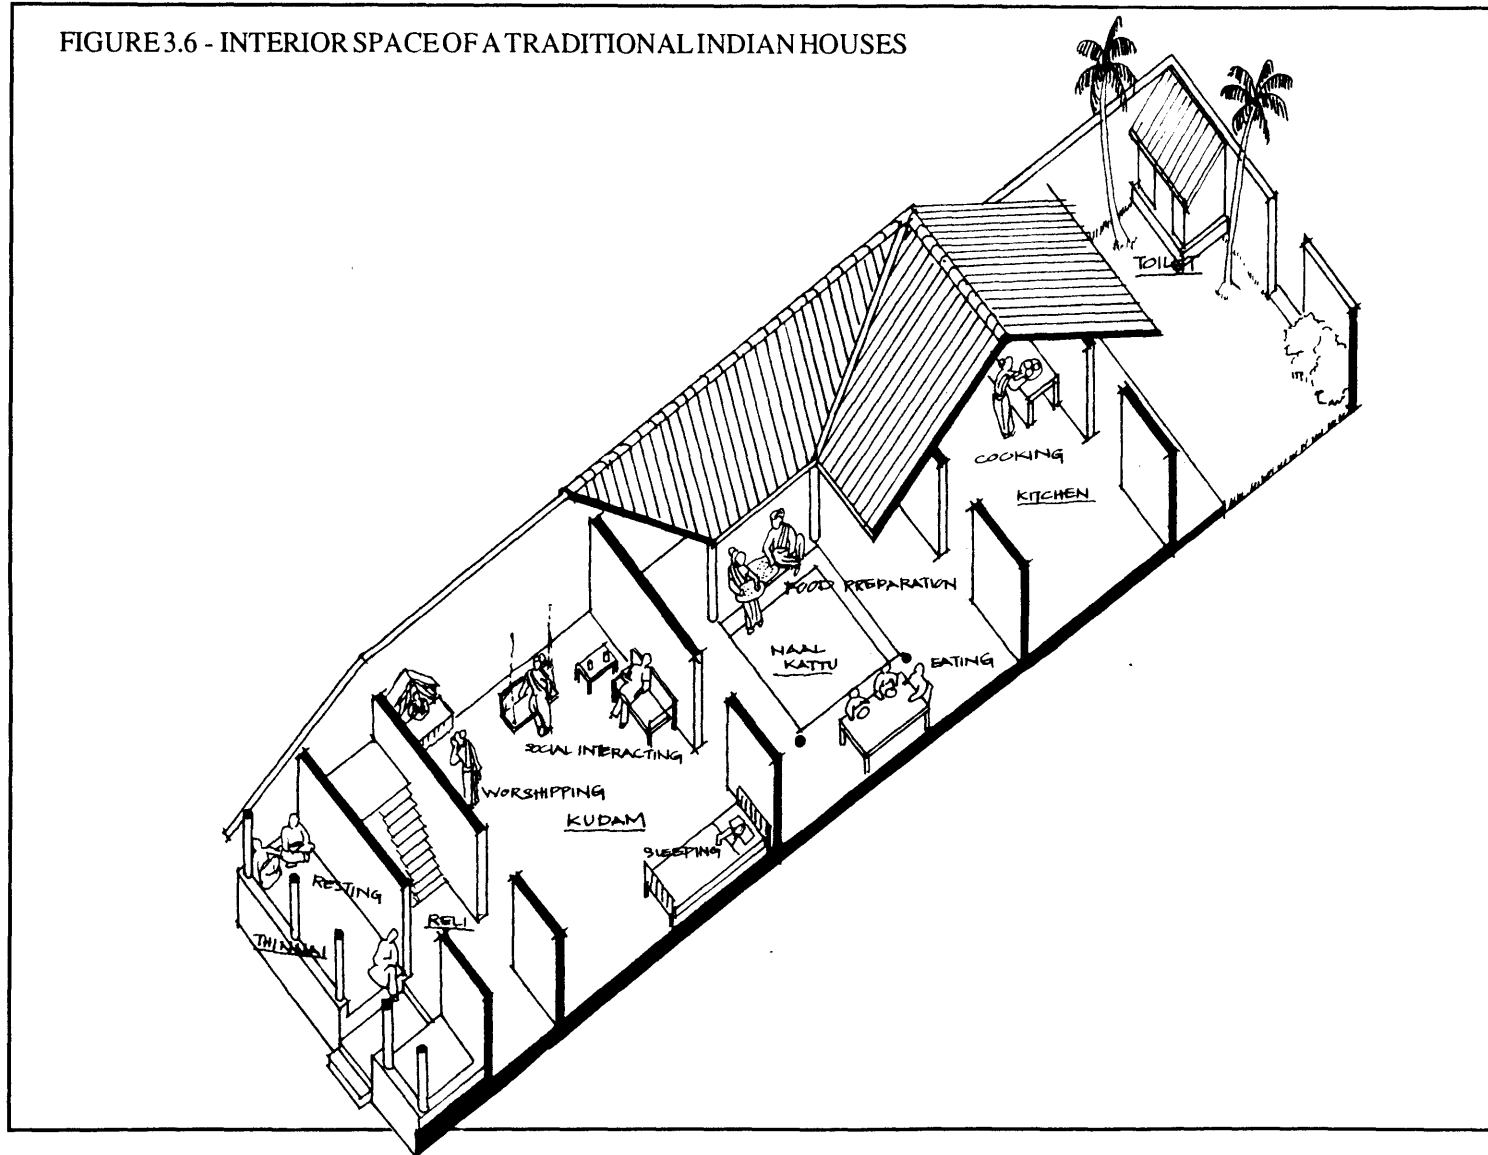 FIGURE 3.6 - INTERIOR SPACE OF A TRADITIONAL INDIAN HOUSES
TOILET
COOKING
KITCHEN
FOOD PREPARATION
NAAL
KATTU
EATING
SOCIAL INTERACTING
WORSHIPPING
KUDAM
SLEEPING
RESTING
RELI
THINNAI